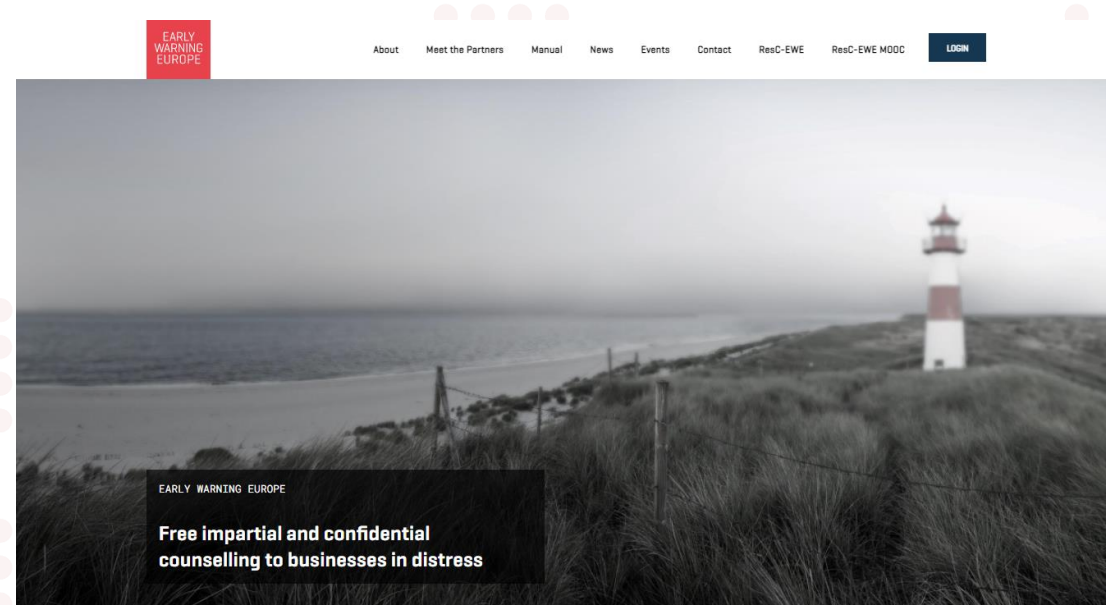 EARLY
WARNING
EUROPE
About Meet the Partners Manual News Events Contact ResC-EWE ResC-EWE MOOC LOGIN
EARLY WARNING EUROPE
Free impartial and confidential
counselling to businesses in distress